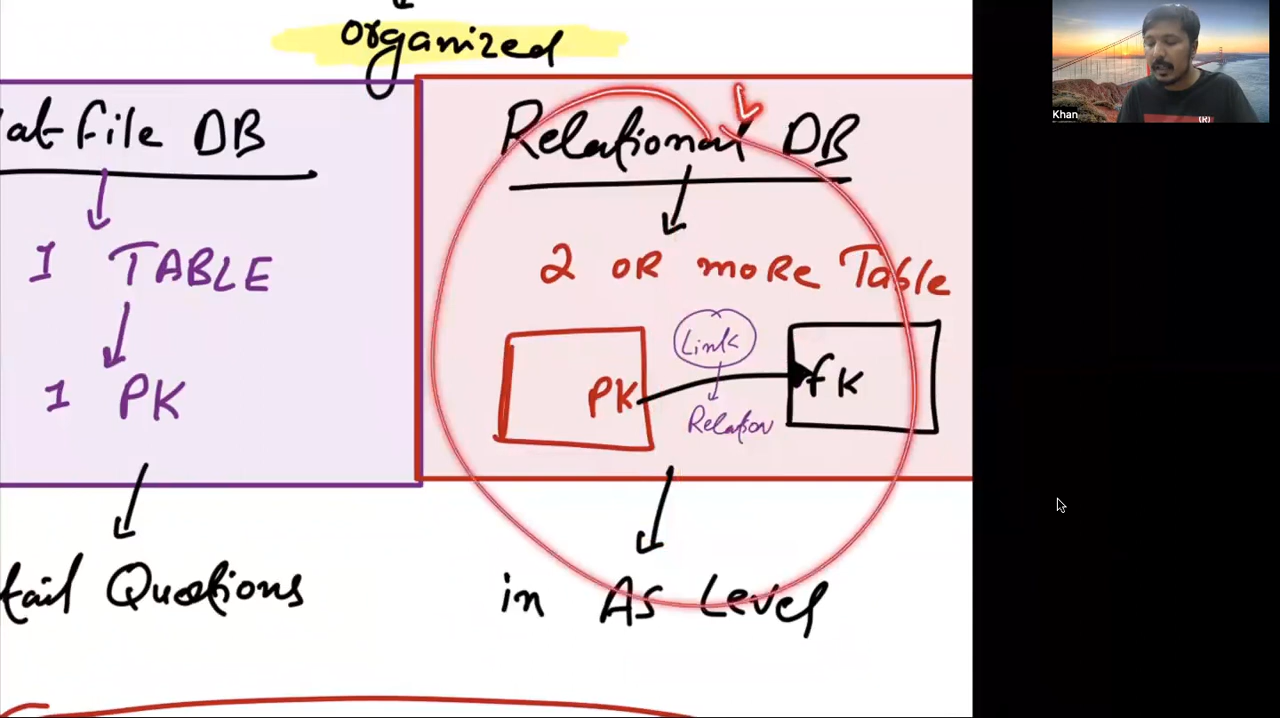 organized
lat-File DB
1 TABLE
1 PK
tail Questions
Relational DB
2 OR moRe Table
PK
Link
Relation
fK
in As Level
Khan
(R)